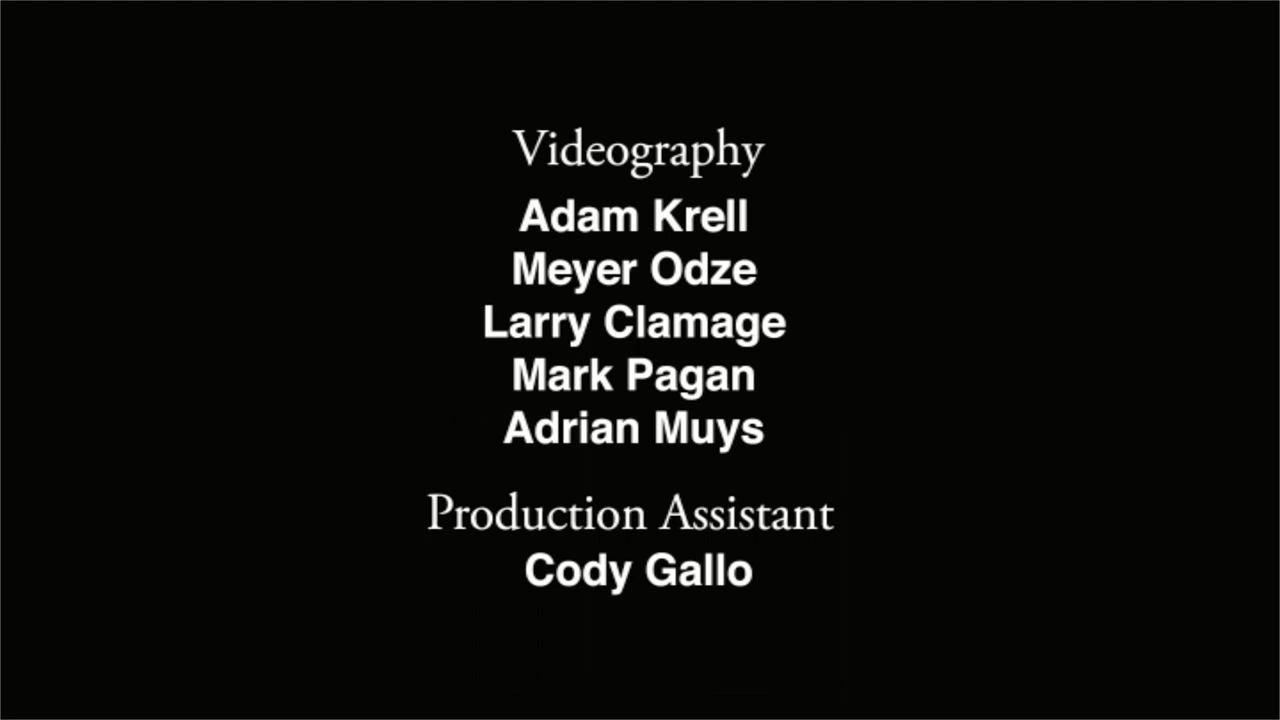 Videography
Adam Krell
Meyer Odze
Larry Clamage
Mark Pagan
Adrian Muys
Production Assistant
Cody Gallo